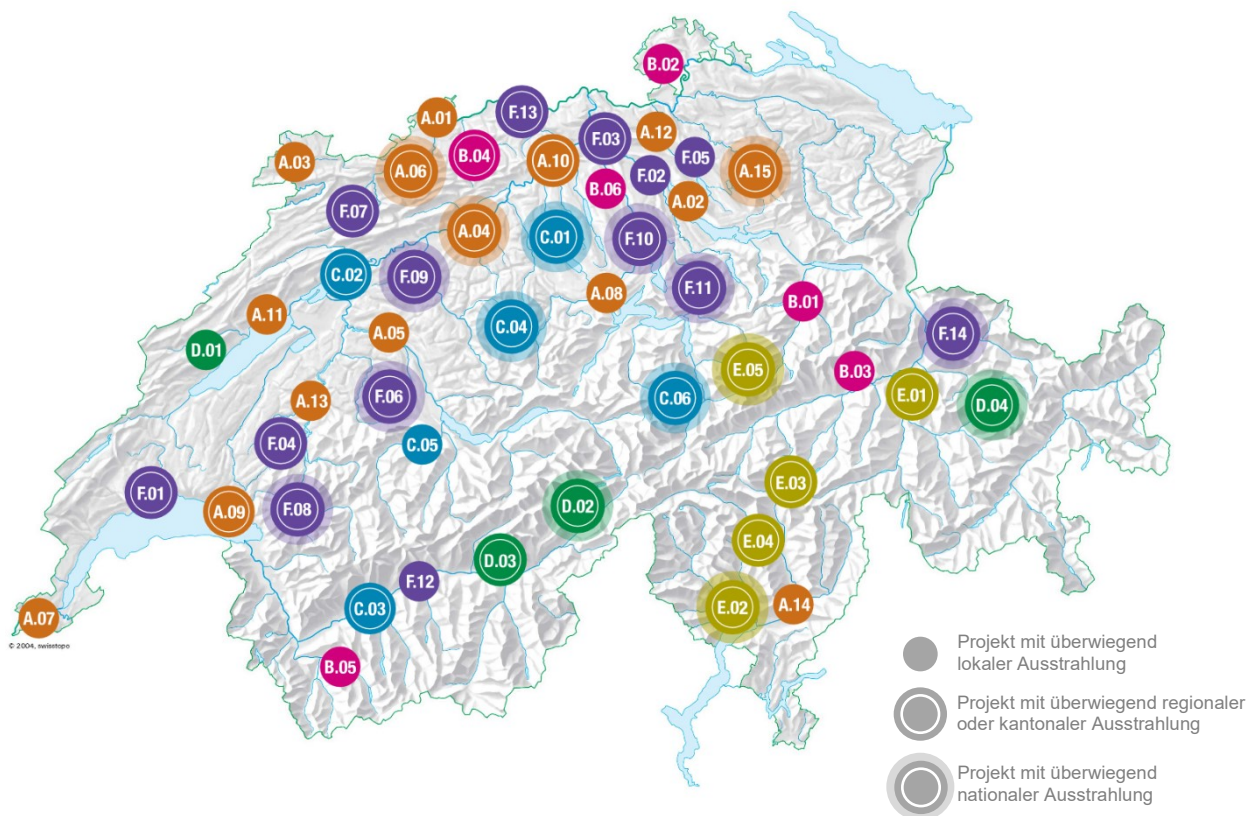 B.02
F.13
A.01
A.12
F.03
B.04
F.05
A.10
A.03
A.06
A.15
F.02
B.06
A.02
F.07
A.04
C.01
F.10
C.02
F.09
F.11
A.08
B.01
A.11
C.04
A.05
F.14
D.01
E.05
B.03
F.06
A.13
C.06
E.01
D.04
F.04
C.05
E.03
F.01
D.02
F.08
A.09
E.04
D.03
F.12
C.03
E.02
A.14
A.07
© 2004, swisstopo
B.05
Projekt mit überwiegend
lokaler Ausstrahlung
Projekt mit überwiegend regionaler
oder kantonaler Ausstrahlung
Projekt mit überwiegend
nationaler Ausstrahlung